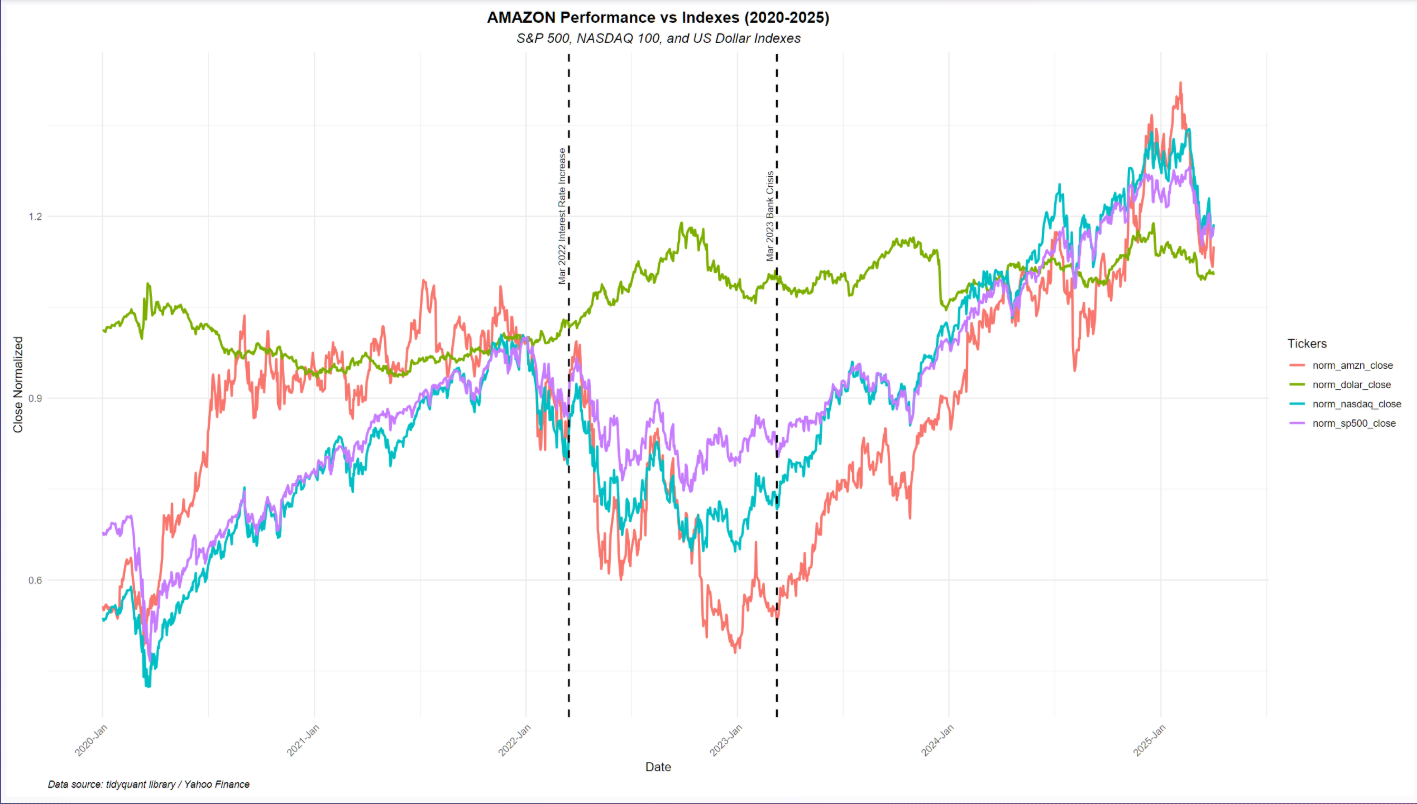 AMAZON Performance vs Indexes (2020-2025)
S&P 500, NASDAQ 100, and US Dollar Indexes
Close Normalized
1.2
0.9
0.6
Mar 2022 Interest Rate Increase
Mar 2023 Bank Crisis
2020-Jan
2021-Jan
2022-Jan
2023-Jan
2024-Jan
2025-Jan
Date
Tickers
norm_amzn_close
norm_dolar_close
norm_nasdaq_close
norm_sp500_close
Data source: tidyquant library / Yahoo Finance